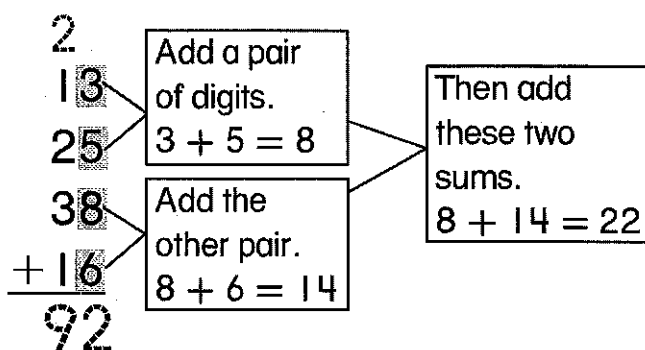 2
13
25
38
+16
92
Add a pair
of digits.
3 + 5 = 8
Add the
other pair.
8 + 6 = 14
Then add
these two
sums.
8 + 14 = 22